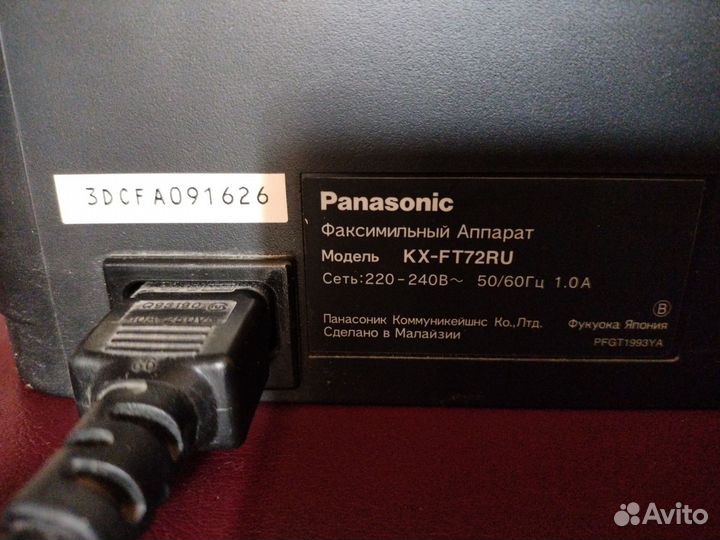 3DCFA091626
Panasonic
Факсимильный Аппарат
Модель KX-FT72RU
Сеть:220-240В~ 50/60Гц 1.0А
B
Панасоник Коммуникейшнс Ко.,Лтд. Фукуока Япония
Сделано в Малайзии
PFGT1993YA
Avito